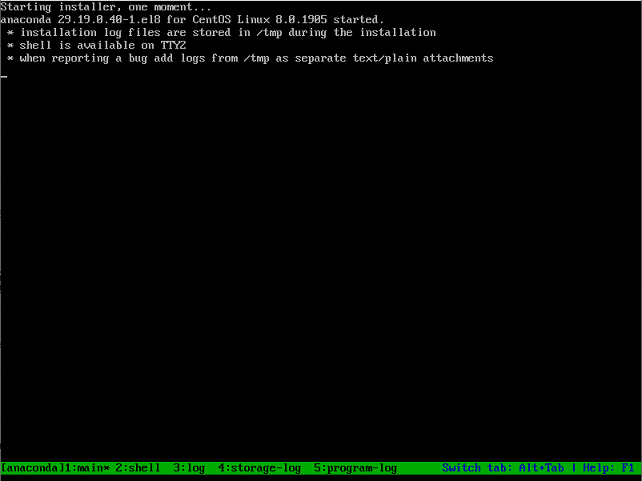 Starting installer, one moment...
anaconda 29.19.0.40-1.el8 for CentOS Linux 8.0.1905 started.
* installation log files are stored in /tmp during the installation
* shell is available on TTY2
* when reporting a bug add logs from /tmp as separate text/plain attachments
[anaconda]1:main* 2:shell  3:log  4:storage-log  5:program-log        Switch tab: Alt+Tab | Help: F1